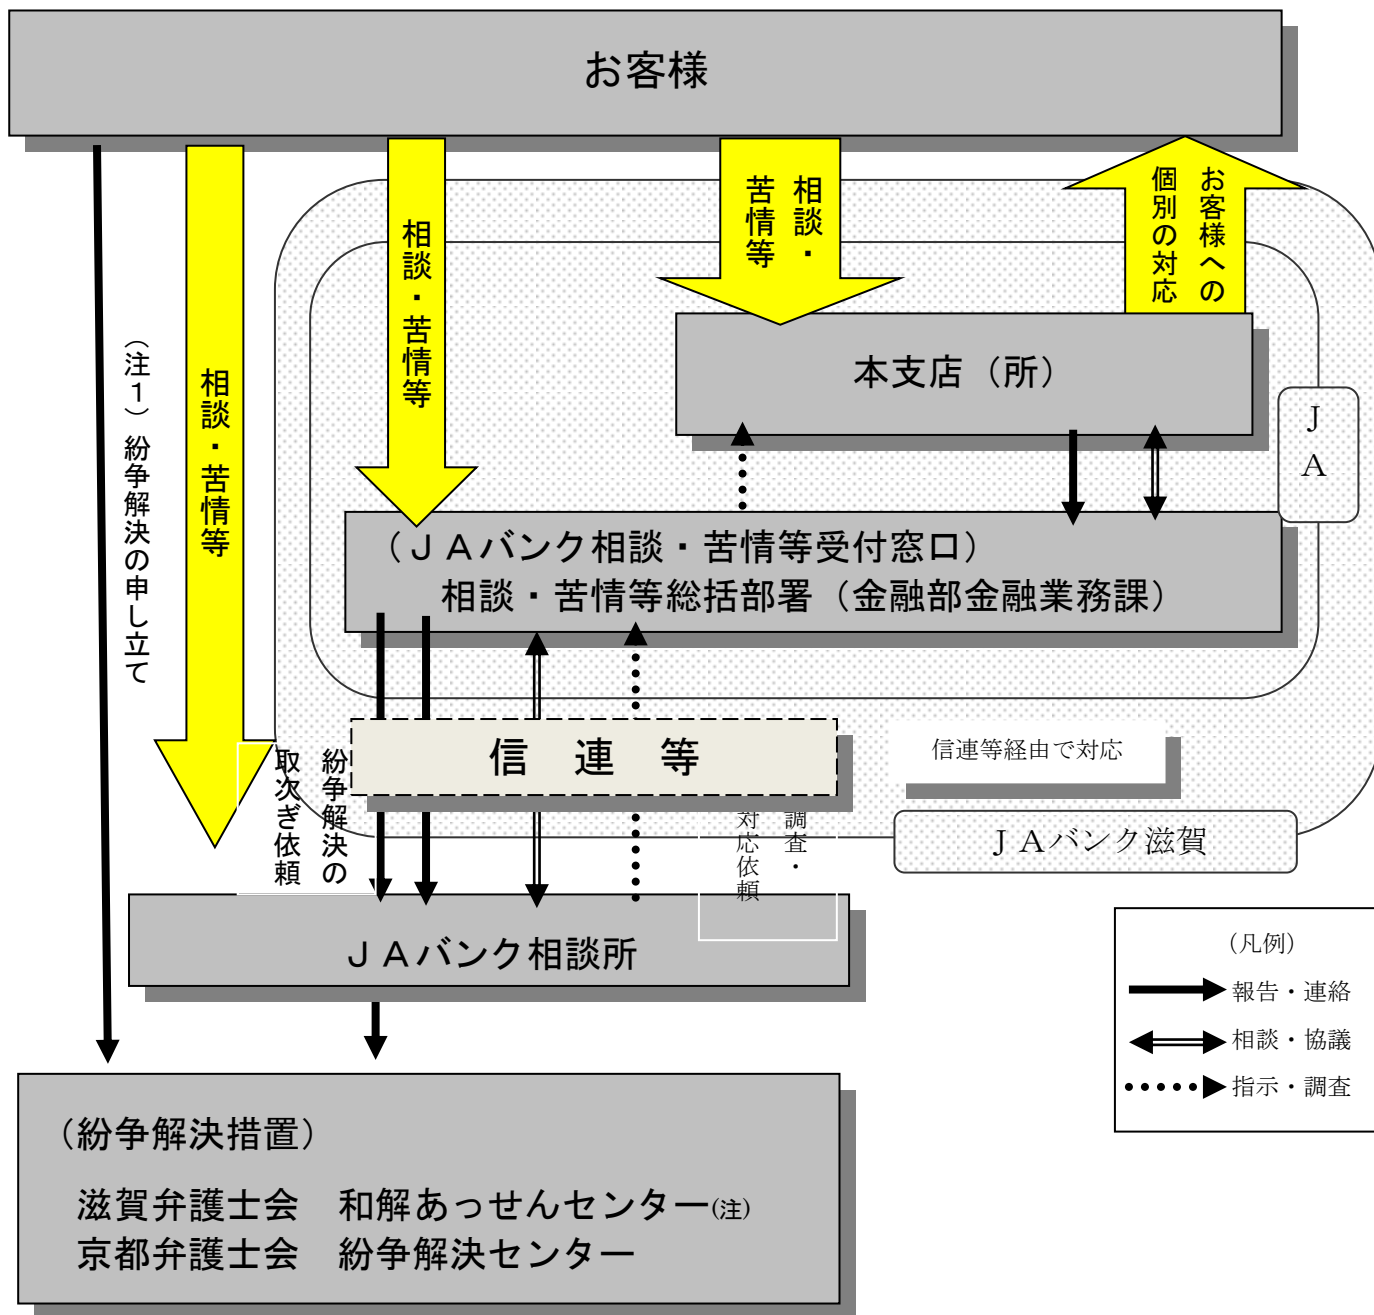 お客様
相談・苦情等
相談・
苦情等
お客様への
個別の対応
相談・苦情等
（注１）紛争解決の申し立て
本支店（所）
ＪＡ
（ＪＡバンク相談・苦情等受付窓口）
相談・苦情等総括部署（金融部金融業務課）
信連等
信連等経由で対応
紛争解決の
取次ぎ依頼
調査・
対応依頼
ＪＡバンク滋賀
ＪＡバンク相談所
（凡例）
報告・連絡
相談・協議
指示・調査
（紛争解決措置）
滋賀弁護士会　和解あっせんセンター(注)
京都弁護士会　紛争解決センター